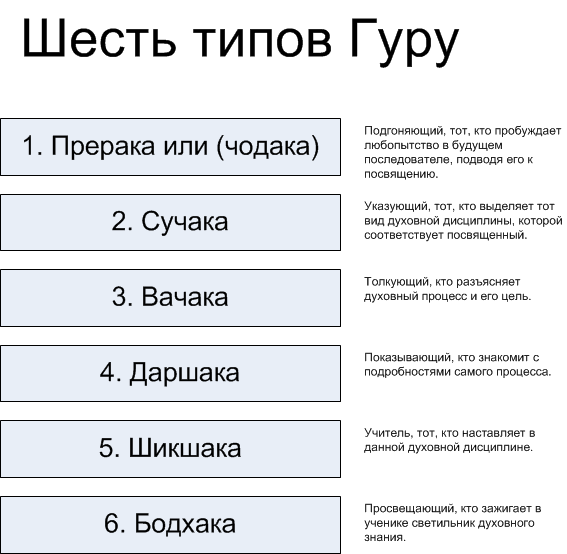 Шесть типов Гуру
1. Прерака или (чодака)
Подгоняющий, тот, кто пробуждает
любопытство в будущем
последователе, подводя его к
посвящению.
2. Сучака
Указующий, тот, кто выделяет тот
вид духовной дисциплины, которой
соответствует посвященный.
3. Вачака
Толкующий, кто разъясняет
духовный процесс и его цель.
4. Даршака
Показывающий, кто знакомит с
подробностями самого процесса.
5. Шикшака
Учитель, тот, кто наставляет в
данной духовной дисциплине.
6. Бодхака
Просвещающий, кто зажигает в
ученике светильник духовного
знания.